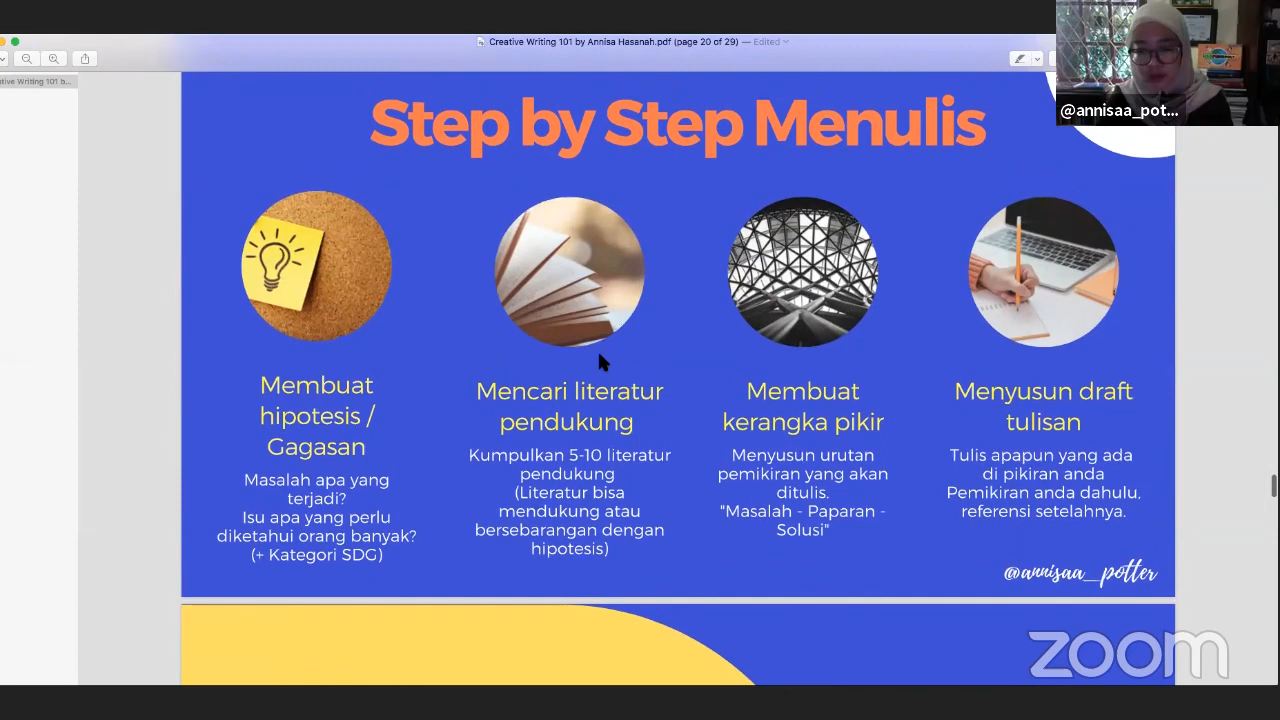 Creative Writing 101 by Annisa Hasanah.pdf (page 20 of 29) — Edited
ative Writing 101 b...
@annisaa_pot...
Step by Step Menulis
Membuat
hipotesis /
Gagasan
Masalah apa yang
terjadi?
Isu apa yang perlu
diketahui orang banyak?
(+ Kategori SDG)
Mencari literatur
pendukung
Kumpulkan 5-10 literatur
pendukung
(Literatur bisa
mendukung atau
bersebarangan dengan
hipotesis)
Membuat
kerangka pikir
Menyusun urutan
pemikiran yang akan
ditulis.
"Masalah - Paparan -
Solusi"
Menyusun draft
tulisan
Tulis apapun yang ada
di pikiran anda
Pemikiran anda dahulu,
referensi setelahnya.
@annisaa_potter
zoom